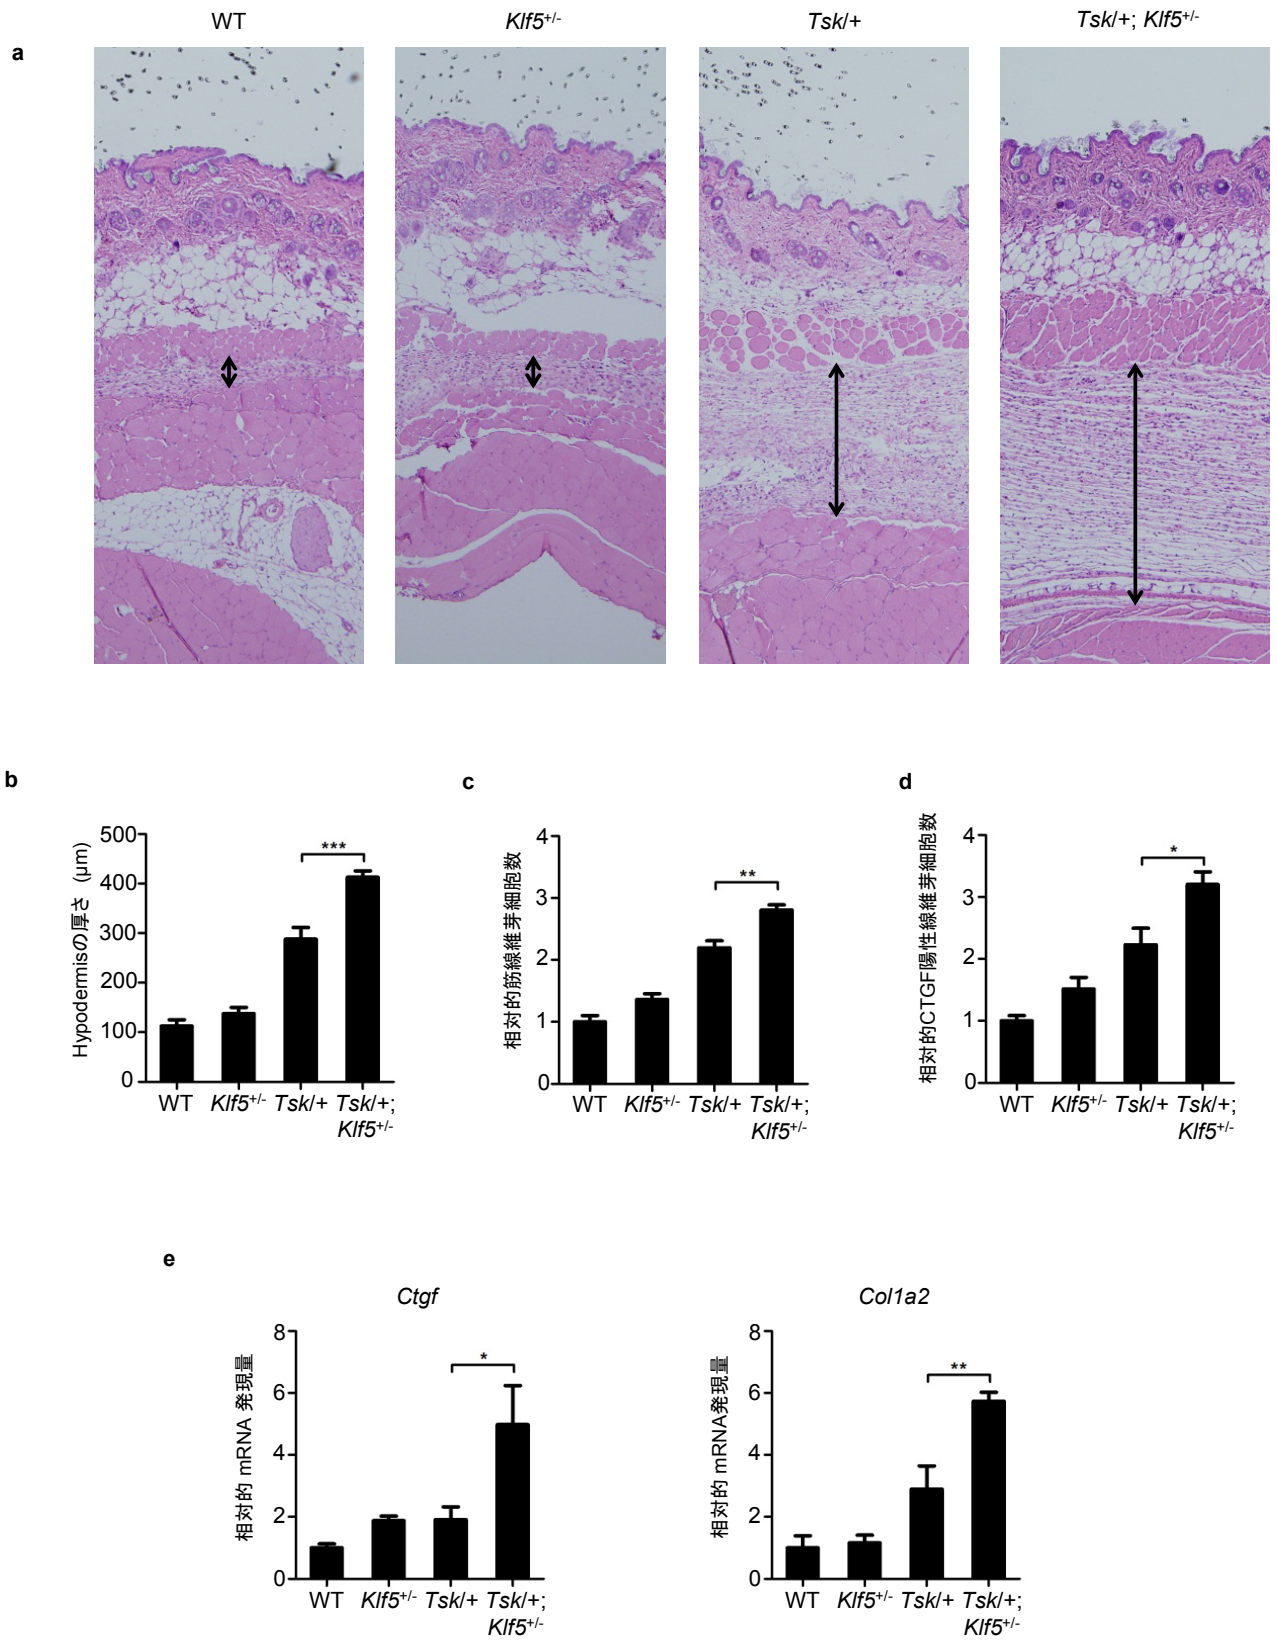 WT Klf5+/- Tsk/+ Tsk/+; Klf5+/-
a
b
Hypodermisの厚さ (μm)
500
400
300
200
100
0
***
WT Klf5+/- Tsk/+ Tsk/+;
Klf5+/-
c
相対的筋線維芽細胞数
4
3
2
1
0
**
WT Klf5+/- Tsk/+ Tsk/+;
Klf5+/-
d
相対的CTGF陽性線維芽細胞数
4
3
2
1
0
*
WT Klf5+/- Tsk/+ Tsk/+;
Klf5+/-
e
Ctgf
相対的 mRNA 発現量
8
6
4
2
0
*
WT Klf5+/- Tsk/+ Tsk/+;
Klf5+/-
Col1a2
相対的 mRNA発現量
8
6
4
2
0
**
WT Klf5+/- Tsk/+ Tsk/+;
Klf5+/-